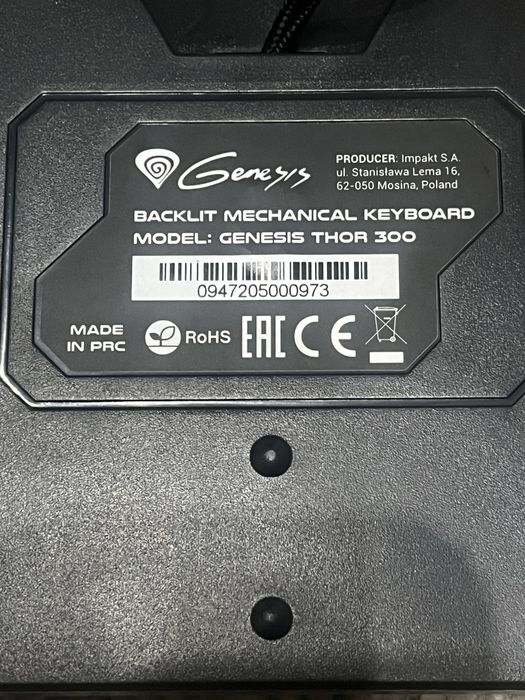 Genesis
PRODUCER: Impakt S.A.
ul. Stanisława Lema 16,
62-050 Mosina, Poland
BACKLIT MECHANICAL KEYBOARD
MODEL: GENESIS THOR 300
0947205000973
MADE
IN PRC
RoHS
EAC CE